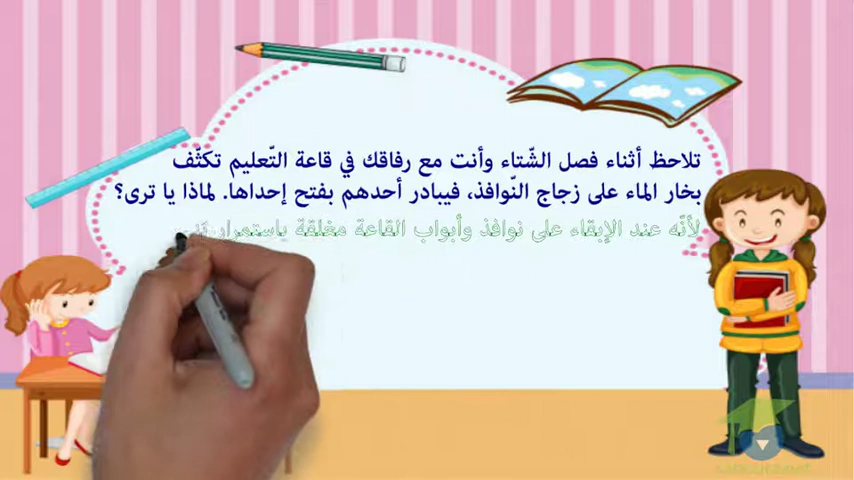 تلاحظ أثناء فصل الشّتاء وأنت مع رفاقك في قاعة التّعليم تكثّف
بخار الماء على زجاج النّوافذ، فيبادر أحدهم بفتح إحداها. لماذا يا ترى؟
لأنّه عند الإبقاء على نوافذ وأبواب القاعة مغلقة باستمرار